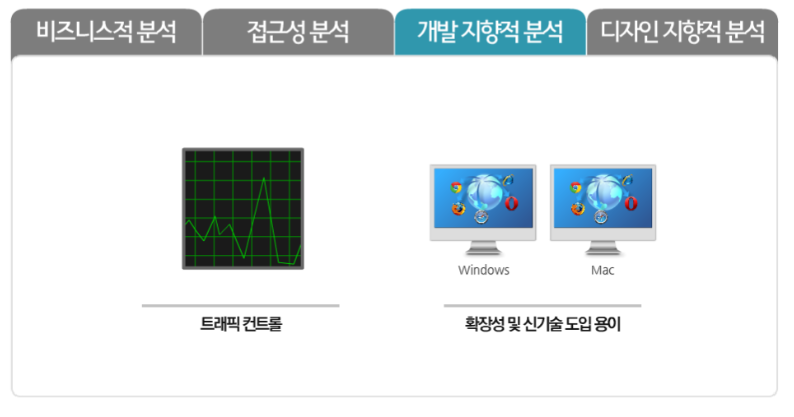 비즈니스적 분석
접근성 분석
개발 지향적 분석
디자인 지향적 분석
Windows
Mac
트래픽 컨트롤
확장성 및 신기술 도입 용이